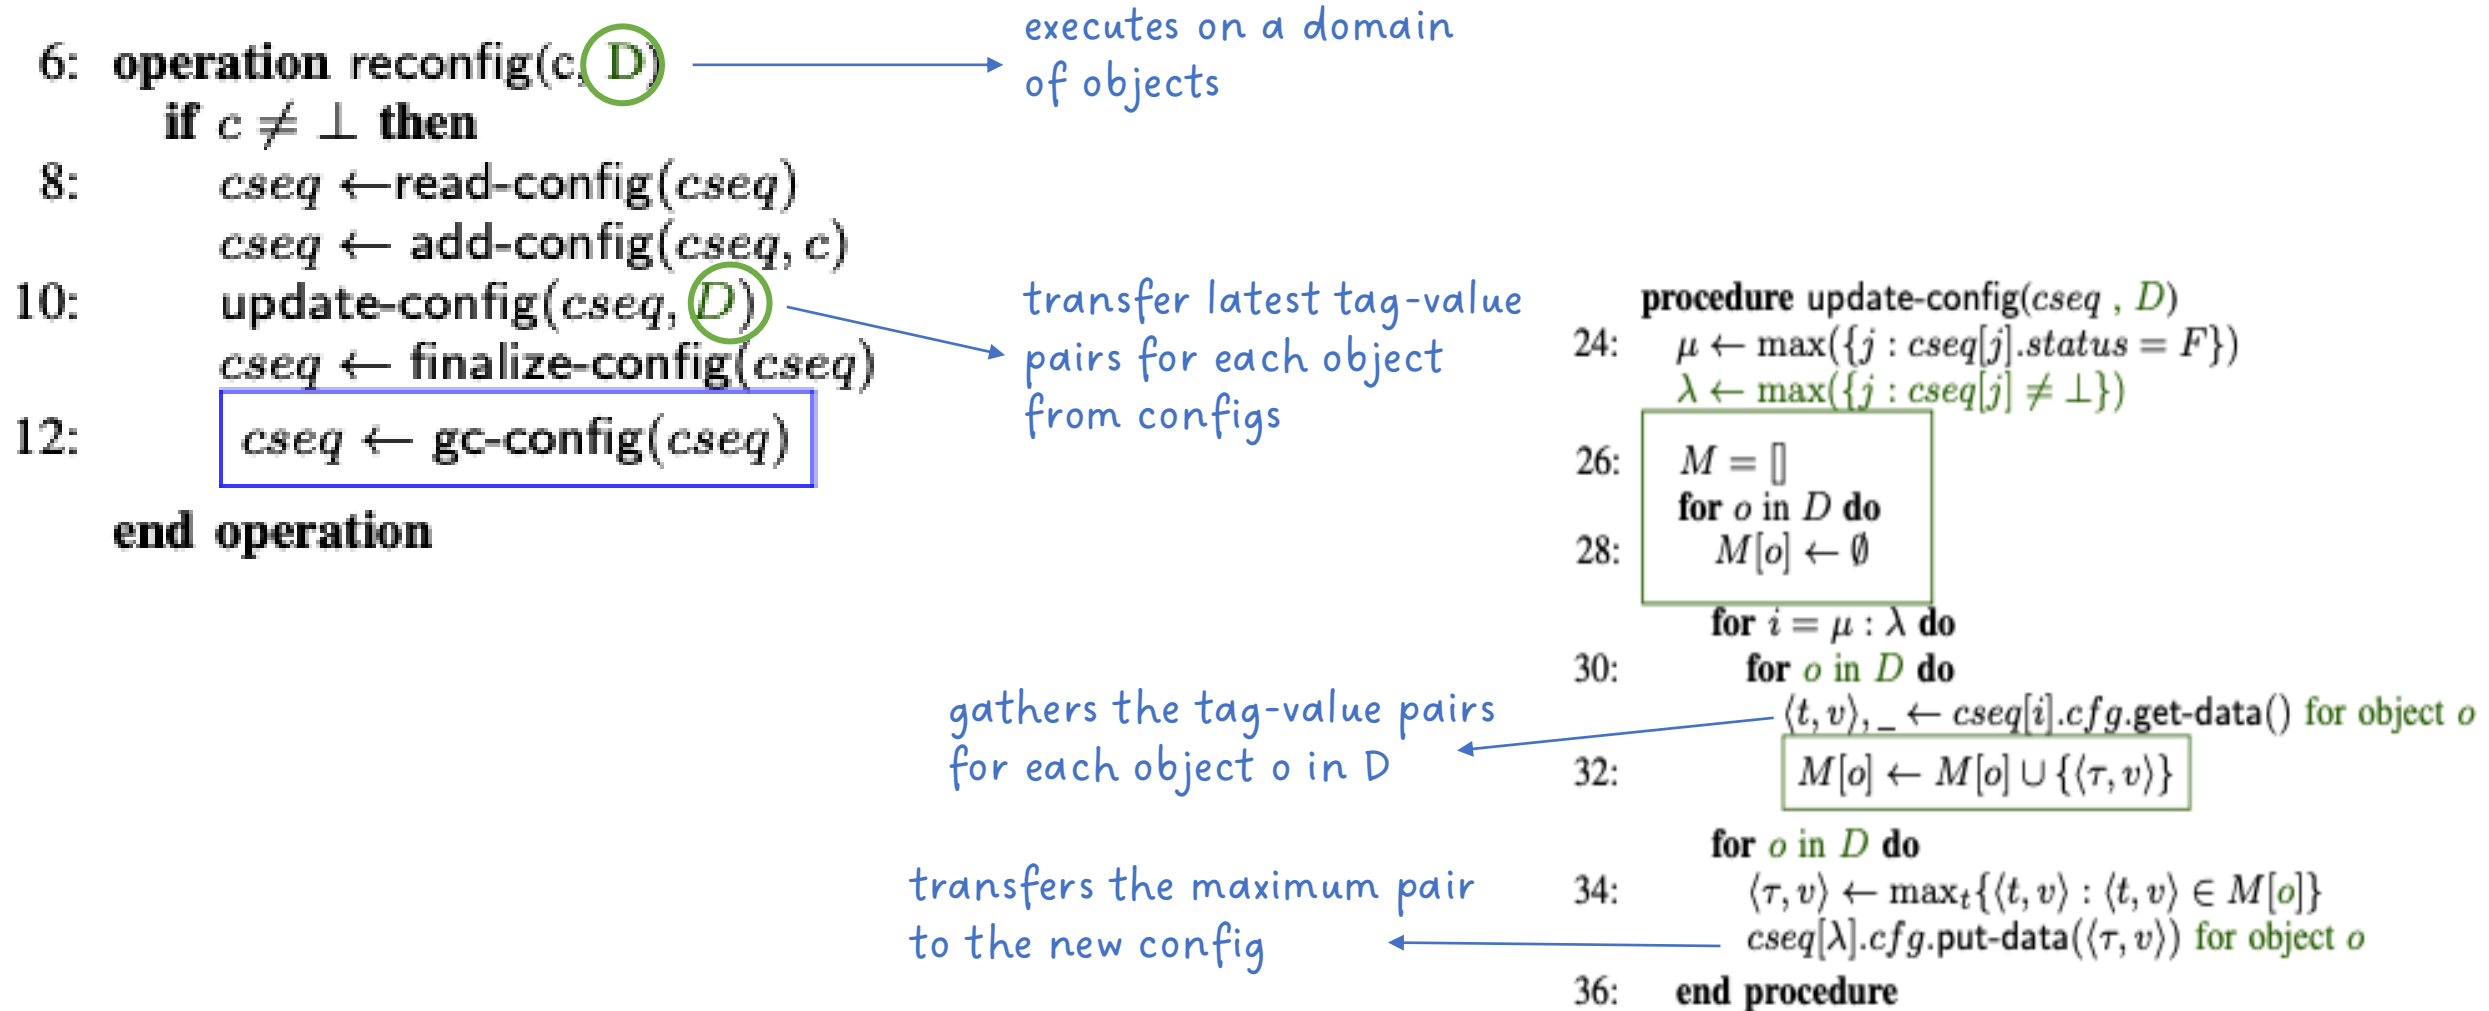 6: operation reconfig(c, D)
if c ≠ ⊥ then
8: cseq ←read-config(cseq)
cseq ← add-config(cseq, c)
10: update-config(cseq, D)
cseq ← finalize-config(cseq)
12: cseq ← gc-config(cseq)
end operation
executes on a domain
of objects
transfer latest tag-value
pairs for each object
from configs
procedure update-config(cseq , D)
24: μ ← max({j : cseq[j].status = F})
λ ← max({j : cseq[j] ≠ ⊥})
26: M = []
for o in D do
28: M[o] ← ∅
for i = μ : λ do
30: for o in D do
⟨t, v⟩, _ ← cseq[i].cfg.get-data() for object o
32: M[o] ← M[o] ∪ {⟨τ, v⟩}
for o in D do
34: ⟨τ, v⟩ ← maxₜ{⟨t, v⟩ : ⟨t, v⟩ ∈ M[o]}
cseq[λ].cfg.put-data(⟨τ, v⟩) for object o
36: end procedure
gathers the tag-value pairs
for each object o in D
transfers the maximum pair
to the new config